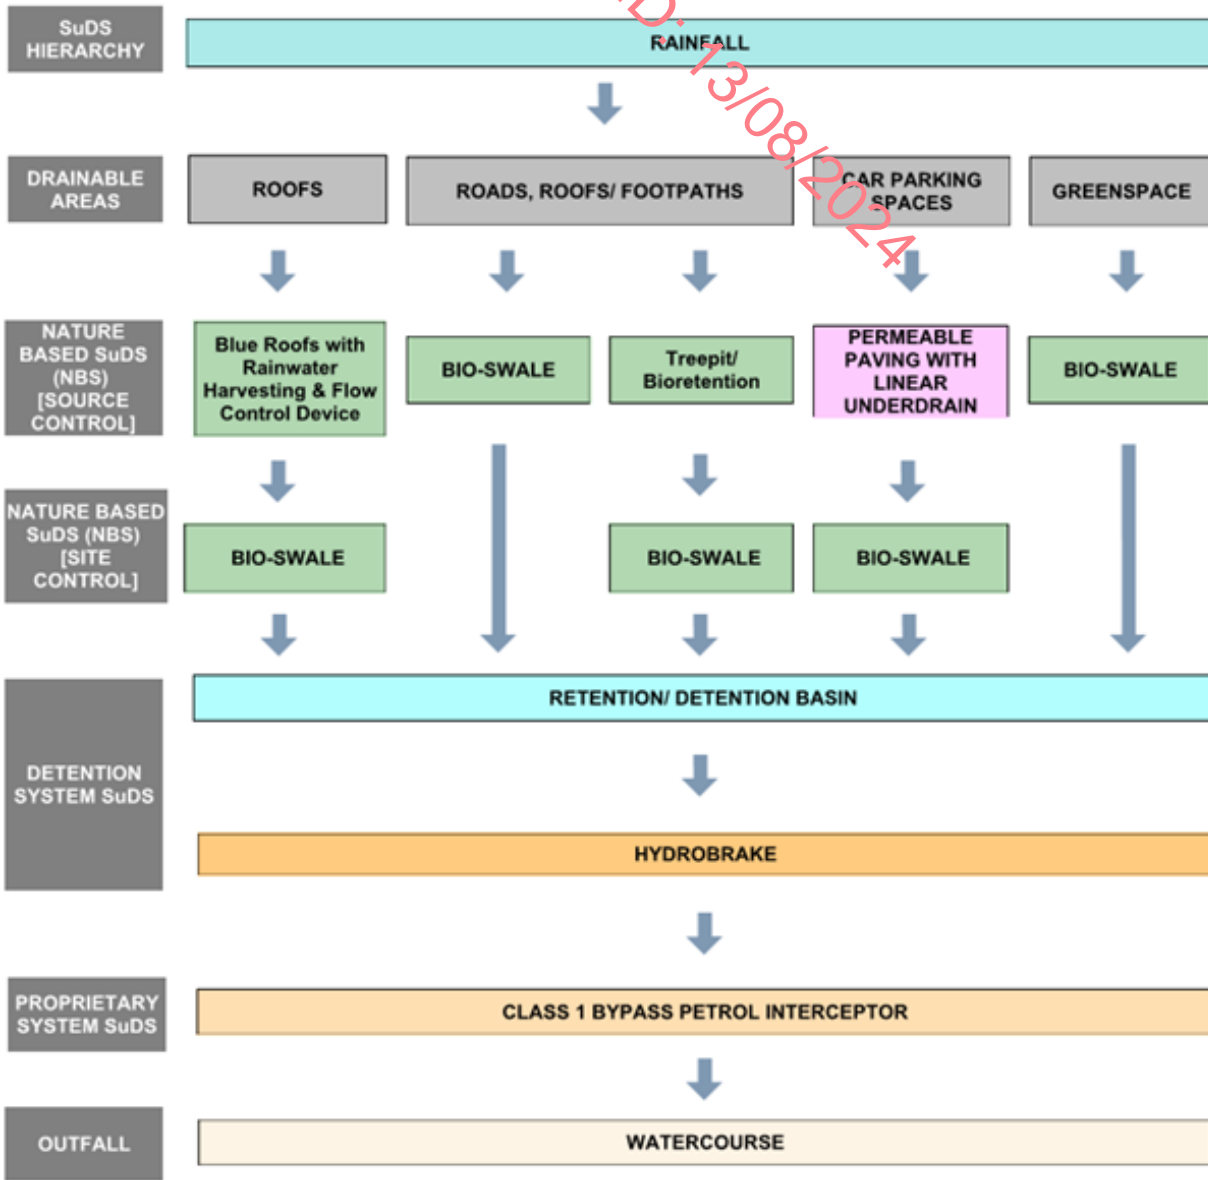 SuDS
HIERARCHY
RAINFALL
D: 13/08/2024
DRAINABLE
AREAS
ROOFS
ROADS, ROOFS/ FOOTPATHS
CAR PARKING
SPACES
GREENSPACE
NATURE
BASED SuDS
(NBS)
[SOURCE
CONTROL]
Blue Roofs with
Rainwater
Harvesting & Flow
Control Device
BIO-SWALE
Treepit/
Bioretention
PERMEABLE
PAVING WITH
LINEAR
UNDERDRAIN
BIO-SWALE
NATURE BASED
SuDS (NBS)
[SITE
CONTROL]
BIO-SWALE
BIO-SWALE
BIO-SWALE
DETENTION
SYSTEM SuDS
RETENTION/ DETENTION BASIN
HYDROBRAKE
PROPRIETARY
SYSTEM SuDS
CLASS 1 BYPASS PETROL INTERCEPTOR
OUTFALL
WATERCOURSE